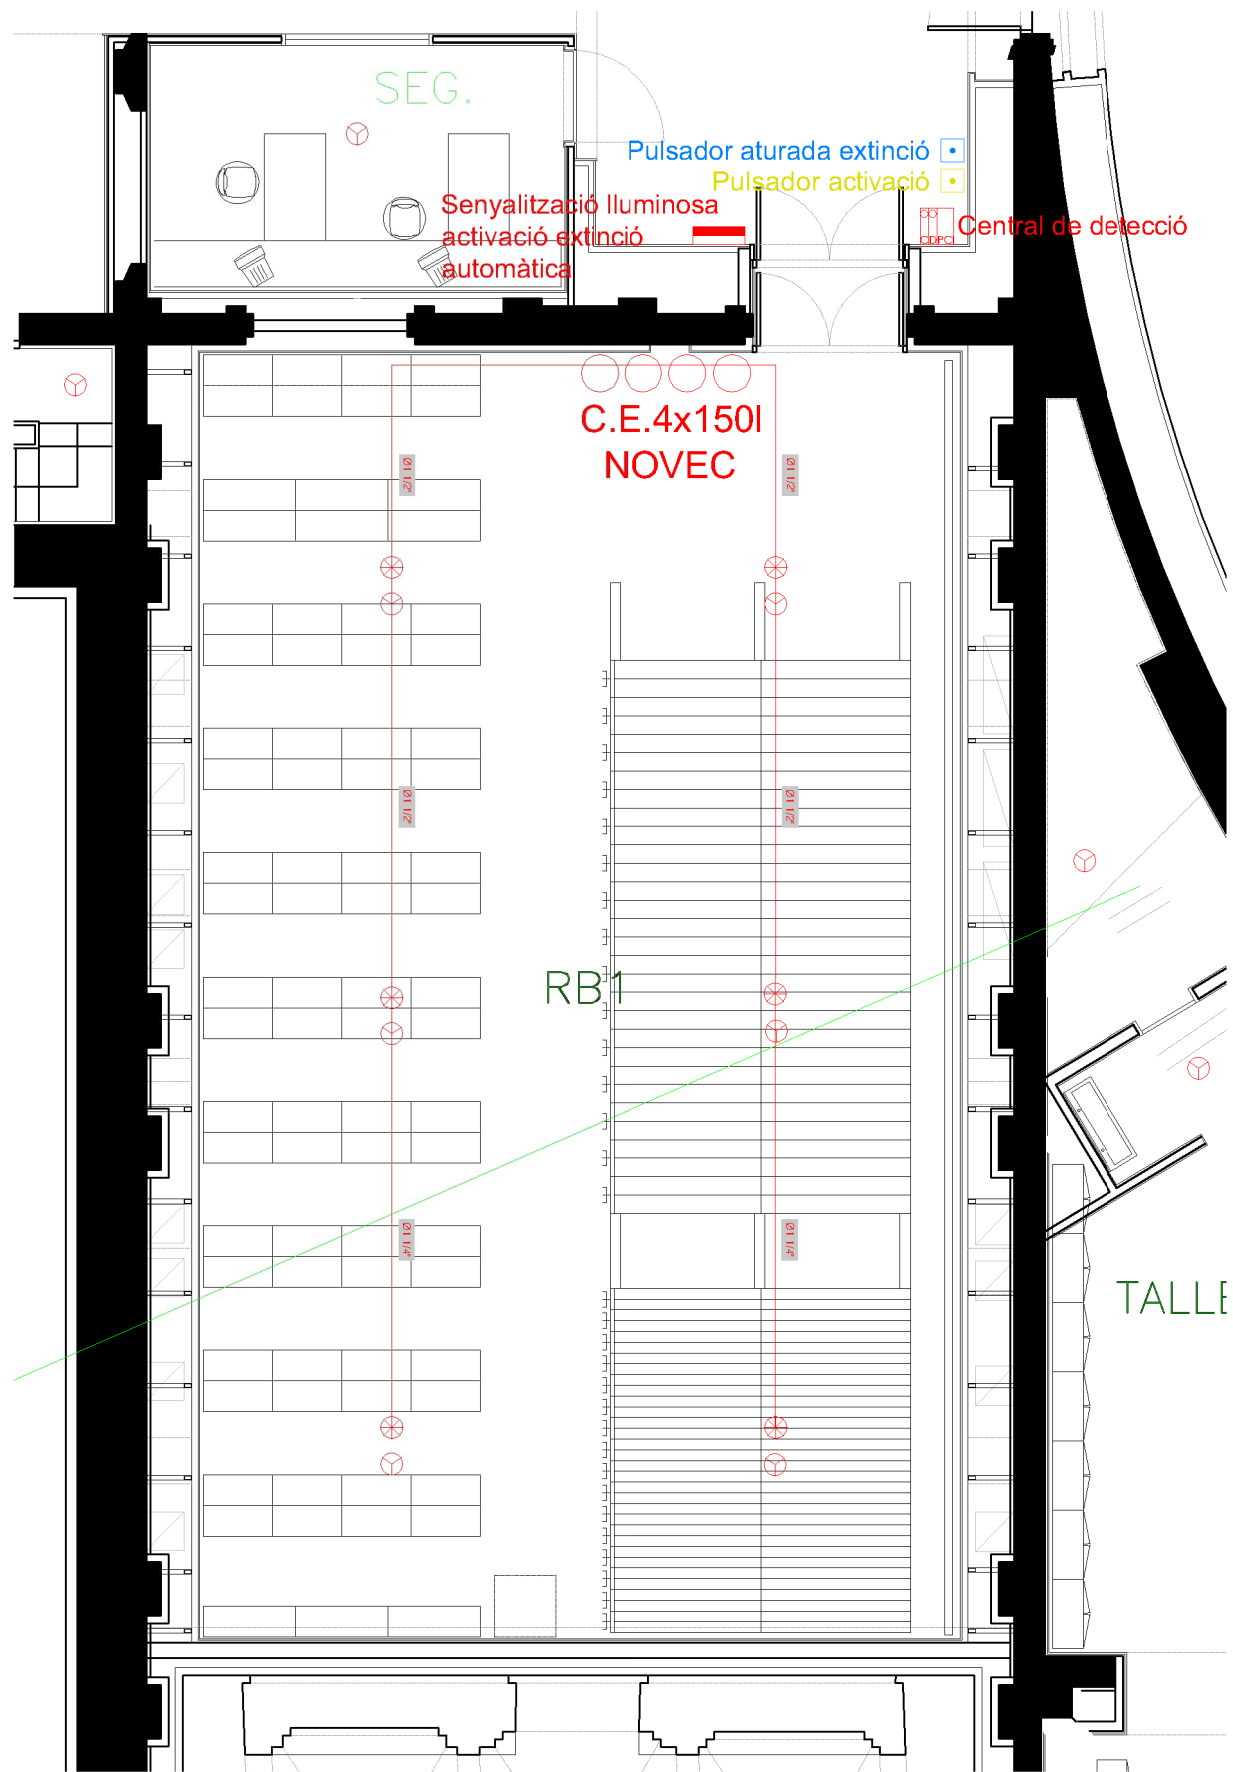 SEG.
Pulsador aturada extinció
Pulsador activació
Senyalització lluminosa
activació extinció
automàtica
Central de detecció
CDPCI
C.E.4x150l
NOVEC
Ø1 1/2"
Ø1 1/2"
Ø1 1/2"
Ø1 1/2"
RB1
Ø1 1/4"
Ø1 1/4"
TALLE